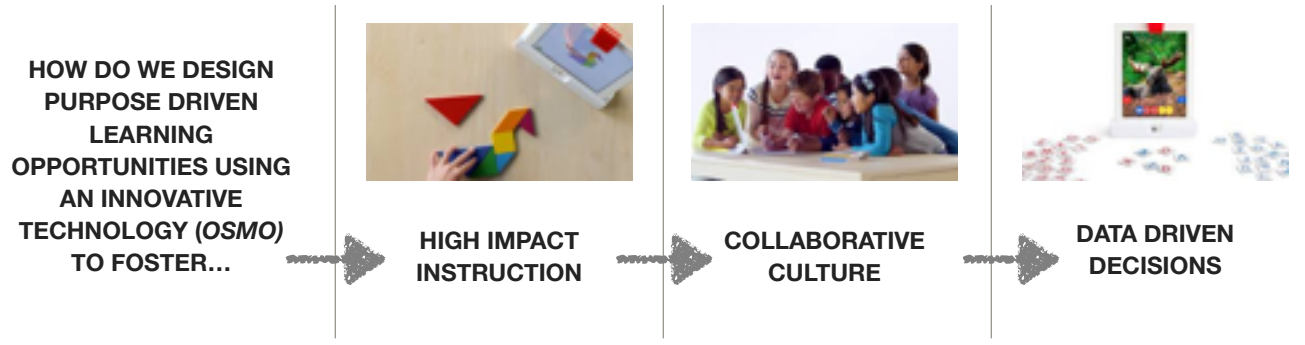 HOW DO WE DESIGN
PURPOSE DRIVEN
LEARNING
OPPORTUNITIES USING
AN INNOVATIVE
TECHNOLOGY (OSMO)
TO FOSTER…
HIGH IMPACT
INSTRUCTION
COLLABORATIVE
CULTURE
DATA DRIVEN
DECISIONS